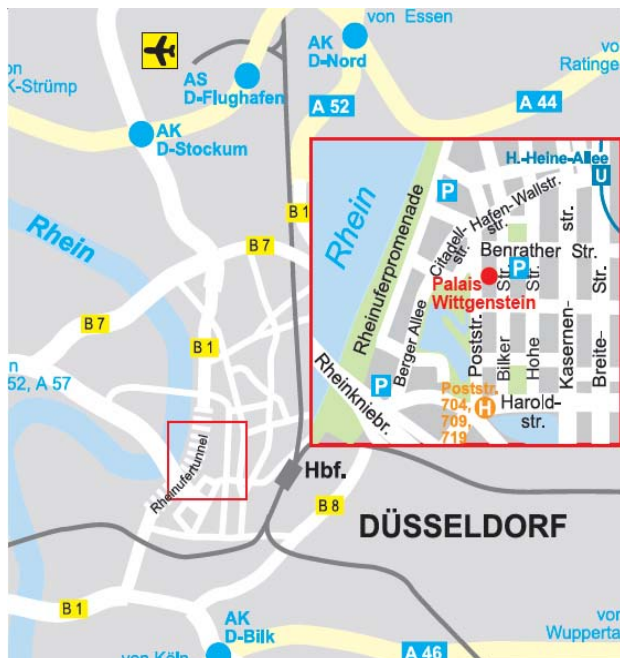 von Essen
AK
D-Nord
on
K-Strümp
AS
D-Flughafen
vo
Ratinge
A 52
A 44
AK
D-Stockum
Rhein
B 1
B 7
B 7
B 1
n
52, A 57
Rheinufertunnel
Hbf.
B 8
DÜSSELDORF
B 1
AK
D-Bilk
von Köln
A 46
von
Wupperta
H.-Heine-Allee
U
P
Rhein
Rheinuferpromenade
Citadell-
str.
Hafen-Wallstr.
str.
Benrather Str.
P
Palais
Wittgenstein
Berger Allee
Poststr.
Bilker
Str.
Hohe
Str.
Kasernen-
str.
Breite-
Str.
P
Rheinkniebr.
Poststr.
704,
709,
719
H
Harold-
str.